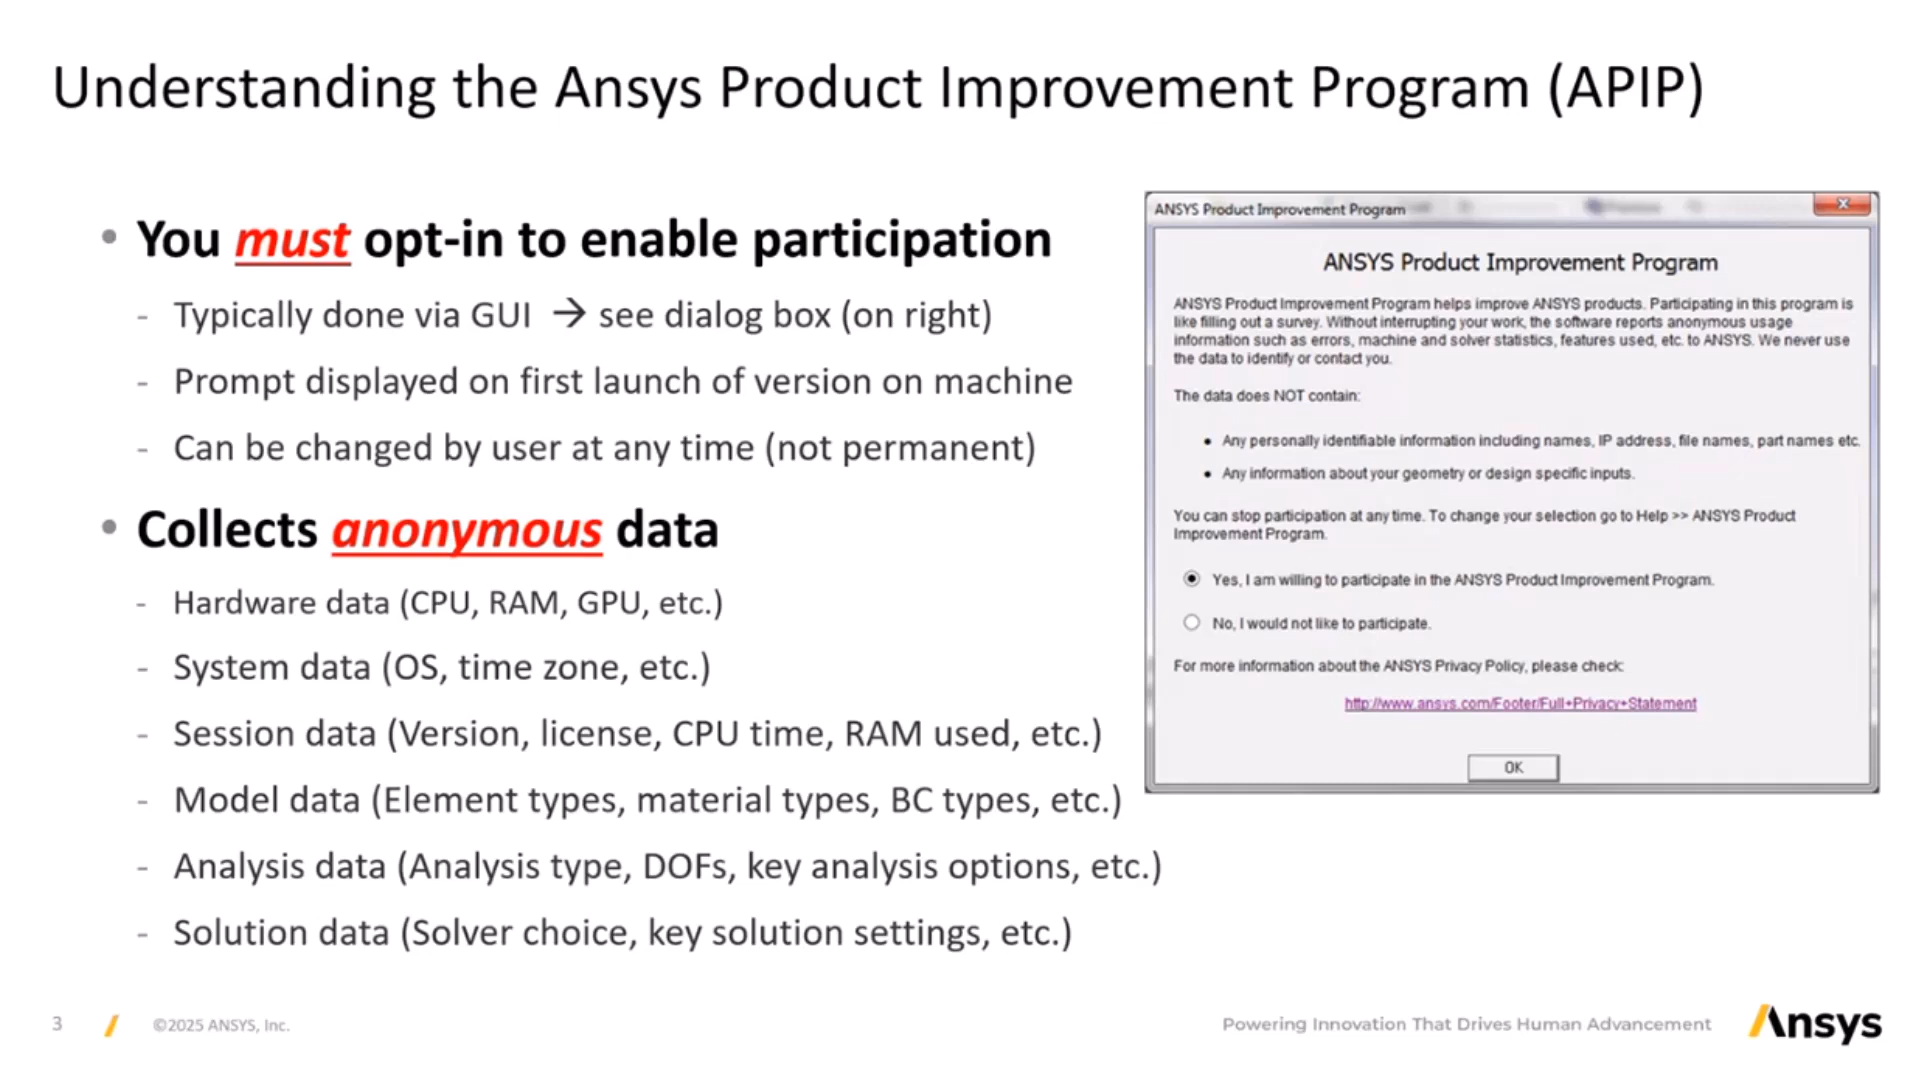 Understanding the Ansys Product Improvement Program (APIP)
• You must opt-in to enable participation
- Typically done via GUI → see dialog box (on right)
- Prompt displayed on first launch of version on machine
- Can be changed by user at any time (not permanent)
• Collects anonymous data
- Hardware data (CPU, RAM, GPU, etc.)
- System data (OS, time zone, etc.)
- Session data (Version, license, CPU time, RAM used, etc.)
- Model data (Element types, material types, BC types, etc.)
- Analysis data (Analysis type, DOFs, key analysis options, etc.)
- Solution data (Solver choice, key solution settings, etc.)
ANSYS Product Improvement Program
ANSYS Product Improvement Program
ANSYS Product Improvement Program helps improve ANSYS products. Participating in this program is
like filling out a survey. Without interrupting your work, the software reports anonymous usage
information such as errors, machine and solver statistics, features used, etc. to ANSYS. We never use
the data to identify or contact you.
The data does NOT contain:
• Any personally identifiable information including names, IP address, file names, part names etc.
• Any information about your geometry or design specific inputs.
You can stop participation at any time. To change your selection go to Help >> ANSYS Product
Improvement Program.
Yes, I am willing to participate in the ANSYS Product Improvement Program.
No, I would not like to participate.
For more information about the ANSYS Privacy Policy, please check:
http://www.ansys.com/Footer/Full+Privacy+Statement
OK
3
©2025 ANSYS, Inc.
Powering Innovation That Drives Human Advancement
Ansys